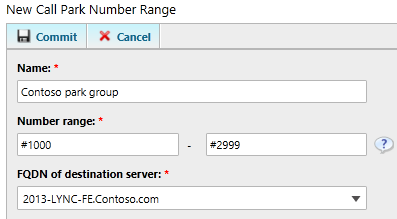 New Call Park Number Range
Commit Cancel
Name: *
Contoso park group
Number range: *
#1000 - #2999 ?
FQDN of destination server: *
2013-LYNC-FE.Contoso.com